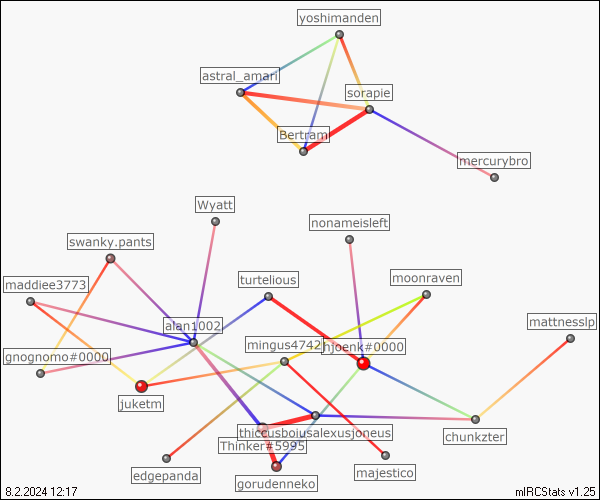 yoshimanden
astral_amari
sorapie
Bertram
mercurybro
Wyatt
nonameisleft
swanky.pants
maddiee3773
turtelious
moonraven
alan1002
mattnesslp
mingus4742
hjoenk#0000
gnognomo#0000
juketm
thiccusboiusalexusjoneus
chunkzter
Thinker#5995
edgepanda
majestico
gorudenneko
8.2.2024 12:17
mIRCStats v1.25